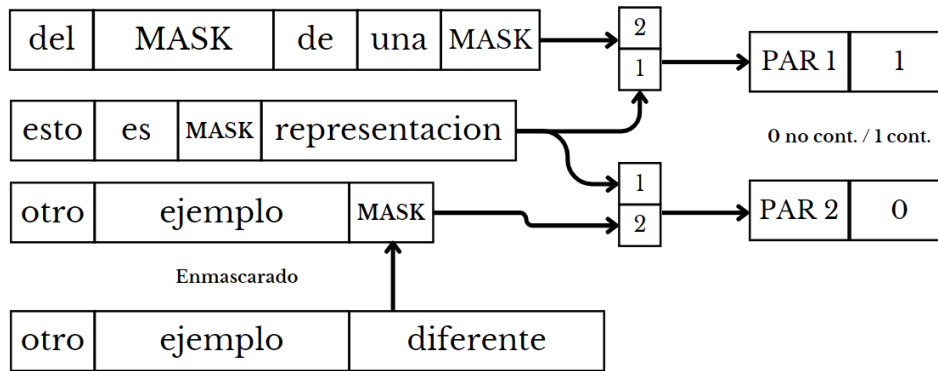 del MASK de una MASK
2
1
PAR 1 1
esto es MASK representacion
0 no cont. / 1 cont.
otro ejemplo MASK
1
2
PAR 2 0
Enmascarado
otro ejemplo diferente